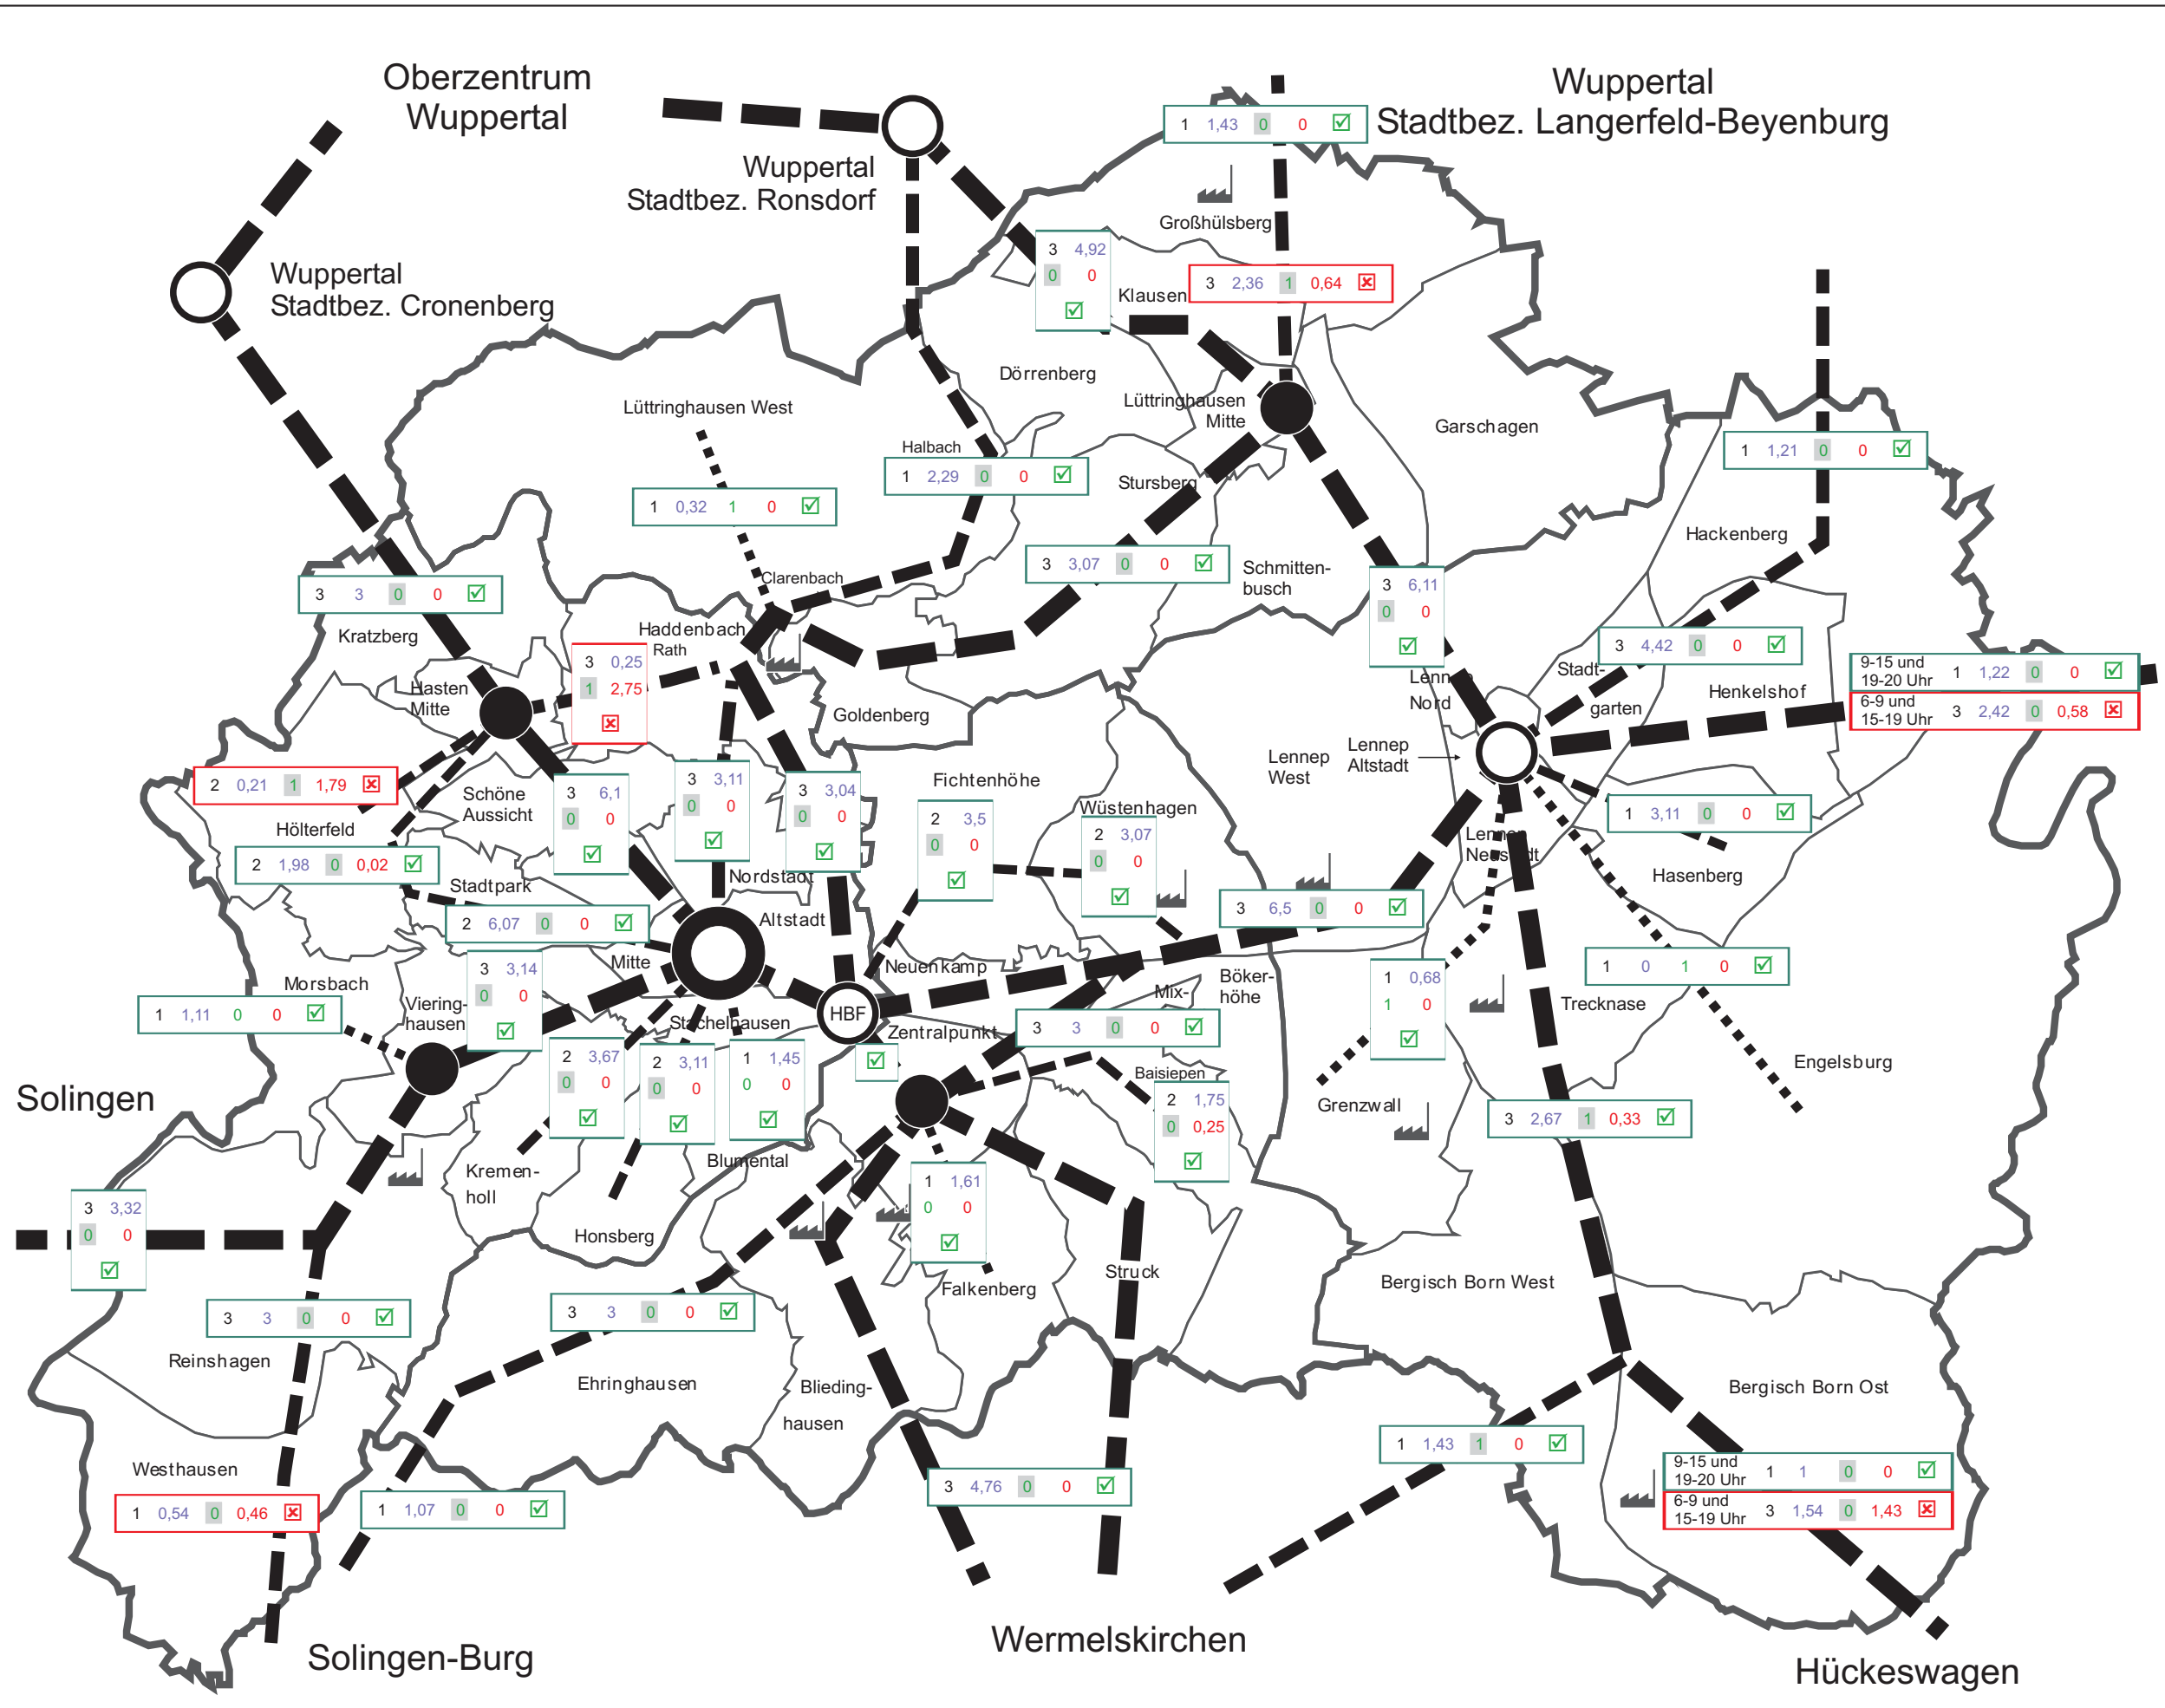 Oberzentrum
Wuppertal
Wuppertal
Stadtbez. Langerfeld-Beyenburg
1 1,43 0 0
Wuppertal
Stadtbez. Ronsdorf
Großhülsberg
3 4,92
0 0
Klausen
3 2,36 1 0,64
Wuppertal
Stadtbez. Cronenberg
Dörrenberg
Lüttringhausen West
Lüttringhausen
Mitte
Garschagen
Halbach
1 2,29 0 0
1 1,21 0 0
Stursberg
1 0,32 1 0
Hackenberg
3 3,07 0 0
Schmitten-
busch
Clarenbach
3 3 0 0
3 6,11
0 0
Kratzberg
Haddenbach
Rath
3 4,42 0 0
3 0,25
1 2,75
9-15 und
19-20 Uhr 1 1,22 0 0
6-9 und
15-19 Uhr 3 2,42 0 0,58
Stadt-
garten
Henkelshof
Lennep
Nord
Hasten
Mitte
Goldenberg
Lennep
West
Lennep
Altstadt
2 0,21 1 1,79
Schöne
Aussicht
3 6,1
0 0
3 3,11
0 0
3 3,04
0 0
Fichtenhöhe
2 3,5
0 0
Wüstenhagen
2 3,07
0 0
1 3,11 0 0
Hölterfeld
Lennep
Neustadt
2 1,98 0 0,02
Hasenberg
Stadtpark
Nordstadt
2 6,07 0 0
Altstadt
3 6,5 0 0
Mitte
Neuenkamp
3 3,14
0 0
Morsbach
1 0,68
1 0
1 0 1 0
Böker-
höhe
Mix-
Viering-
hausen
1 1,11 0 0
HBF
Stachelhausen
Zentralpunkt
3 3 0 0
Trecknase
2 3,67
0 0
2 3,11
0 0
1 1,45
0 0
Engelsburg
Baisiepen
2 1,75
0 0,25
Solingen
Grenzwall
3 2,67 1 0,33
Kremen-
holl
Blumental
1 1,61
0 0
3 3,32
0 0
Honsberg
Falkenberg
Struck
Bergisch Born West
3 3 0 0
3 3 0 0
Reinshagen
Ehringhausen
Blieding-
hausen
Bergisch Born Ost
1 1,43 1 0
Westhausen
1 0,54 0 0,46
1 1,07 0 0
3 4,76 0 0
9-15 und
19-20 Uhr 1 1 0 0
6-9 und
15-19 Uhr 3 1,54 0 1,43
Wermelskirchen
Solingen-Burg
Hückeswagen